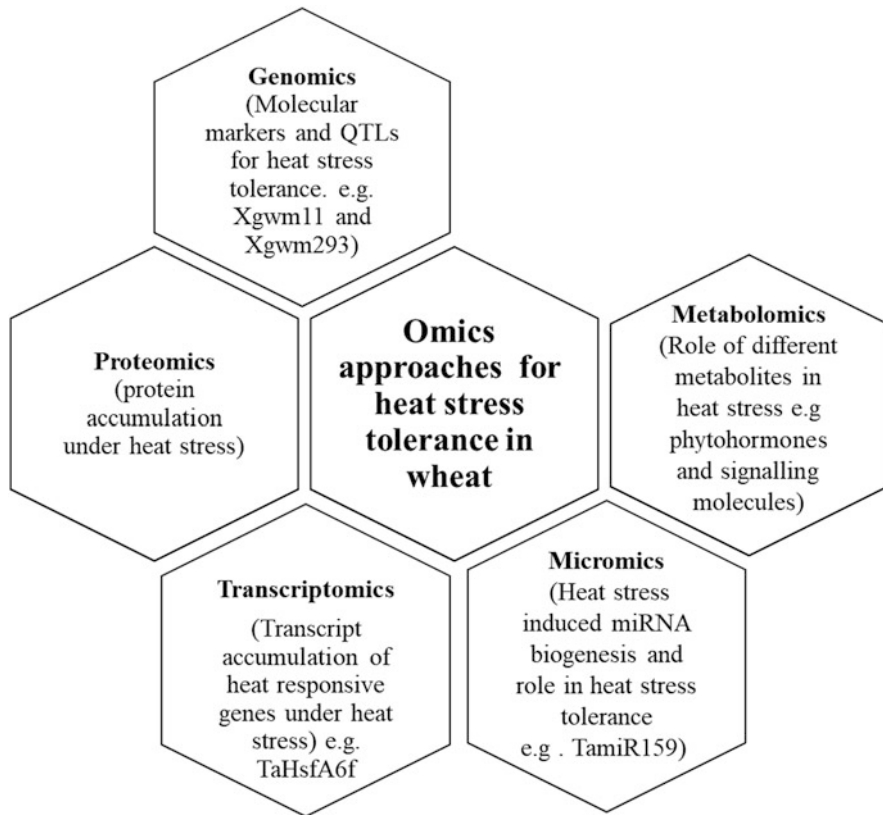 Genomics
(Molecular
markers and QTLs
for heat stress
tolerance. e.g.
Xgwm11 and
Xgwm293)
Proteomics
(protein
accumulation
under heat stress)
Omics
approaches for
heat stress
tolerance in
wheat
Metabolomics
(Role of different
metabolites in
heat stress e.g
phytohormones
and signalling
molecules)
Transcriptomics
(Transcript
accumulation of
heat responsive
genes under heat
stress) e.g.
TaHsfA6f
Micromics
(Heat stress
induced miRNA
biogenesis and
role in heat stress
tolerance
e.g . TamiR159)